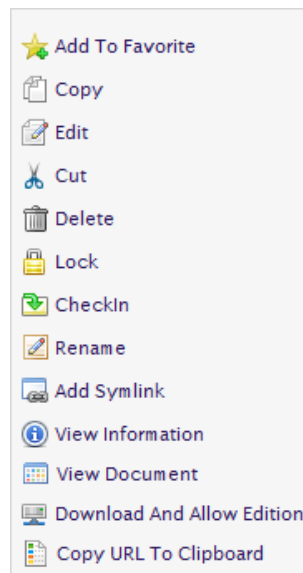 Add To Favorite
Copy
Edit
Cut
Delete
Lock
CheckIn
Rename
Add Symlink
View Information
View Document
Download And Allow Edition
Copy URL To Clipboard